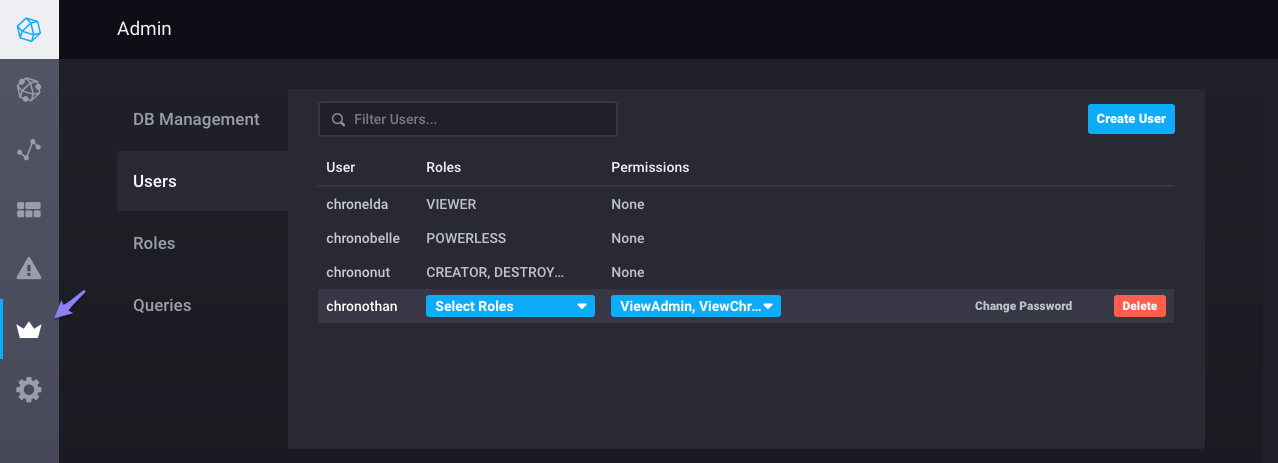 Admin
DB Management
Users
Roles
Queries
Filter Users...
Create User
User Roles Permissions
chronelda VIEWER None
chronobelle POWERLESS None
chrononut CREATOR, DESTROY... None
chronothan Select Roles ViewAdmin, ViewChr... Change Password Delete